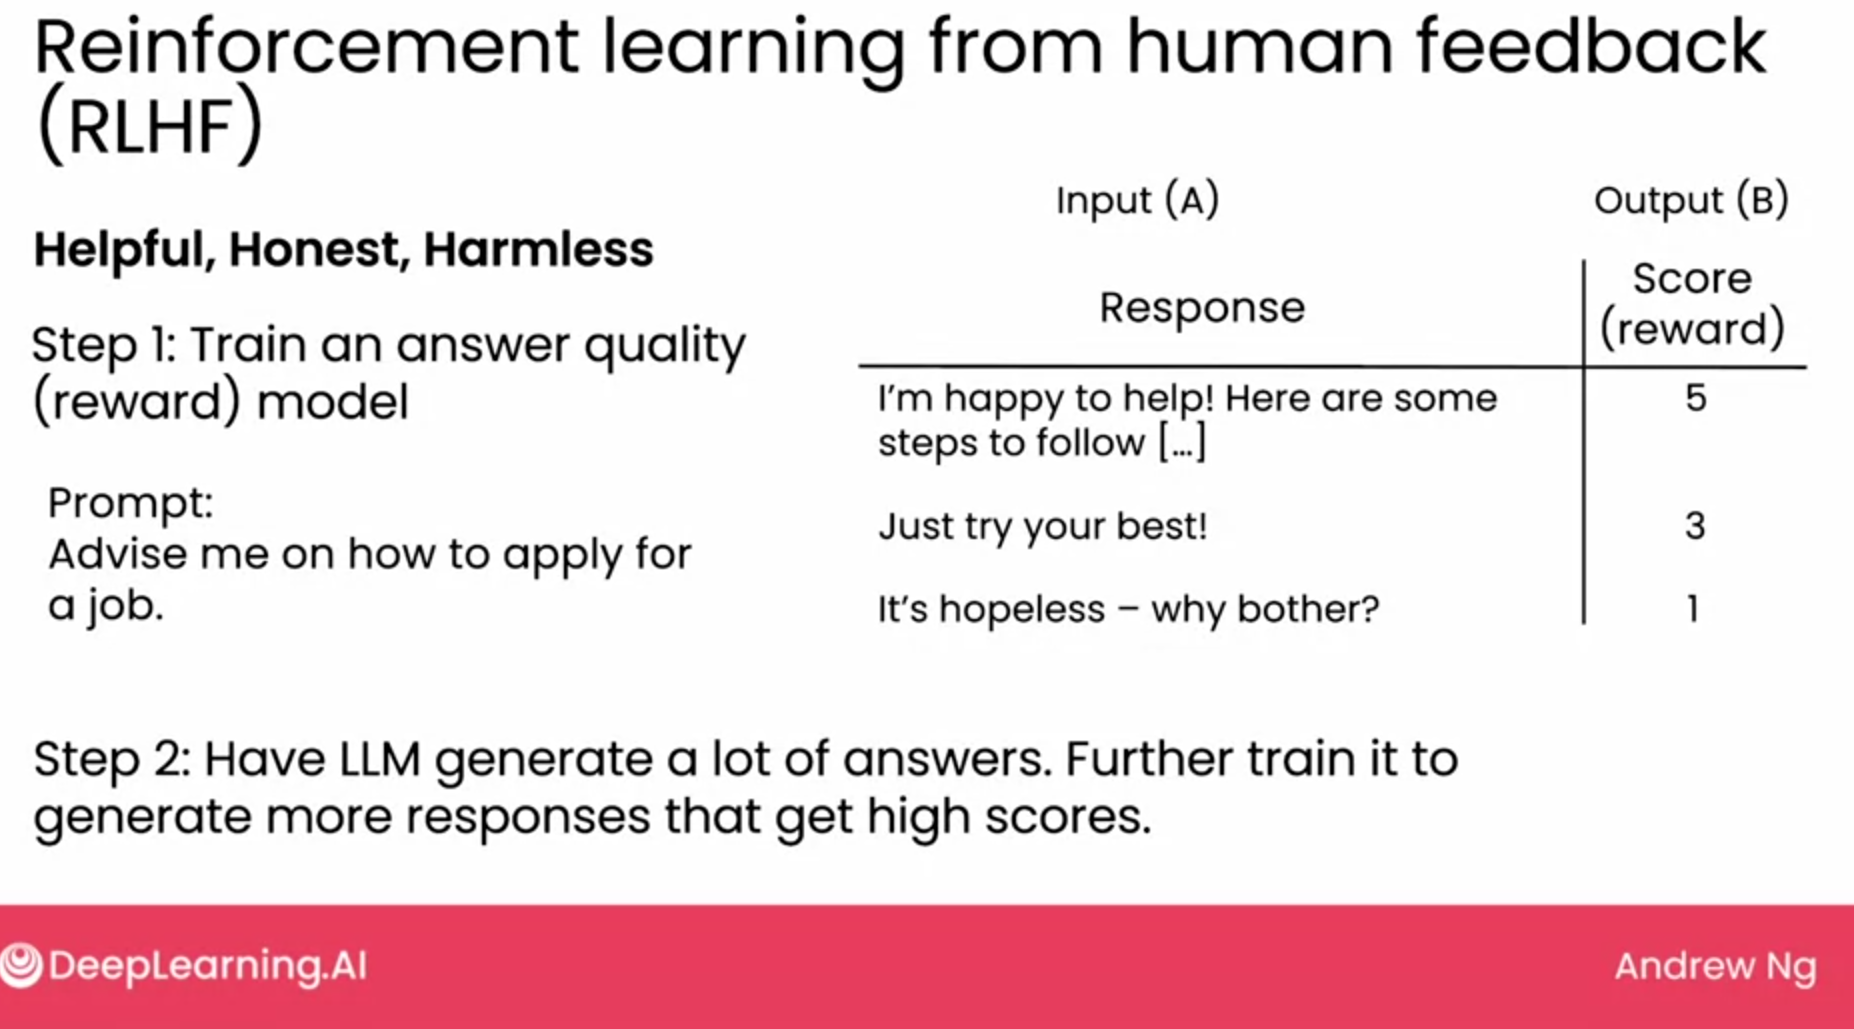 Reinforcement learning from human feedback
(RLHF)
Helpful, Honest, Harmless
Step 1: Train an answer quality
(reward) model
Prompt:
Advise me on how to apply for
a job.
Input (A)
Output (B)
Response
Score
(reward)
I'm happy to help! Here are some
steps to follow […]
5
Just try your best!
3
It's hopeless – why bother?
1
Step 2: Have LLM generate a lot of answers. Further train it to
generate more responses that get high scores.
DeepLearning.AI
Andrew Ng